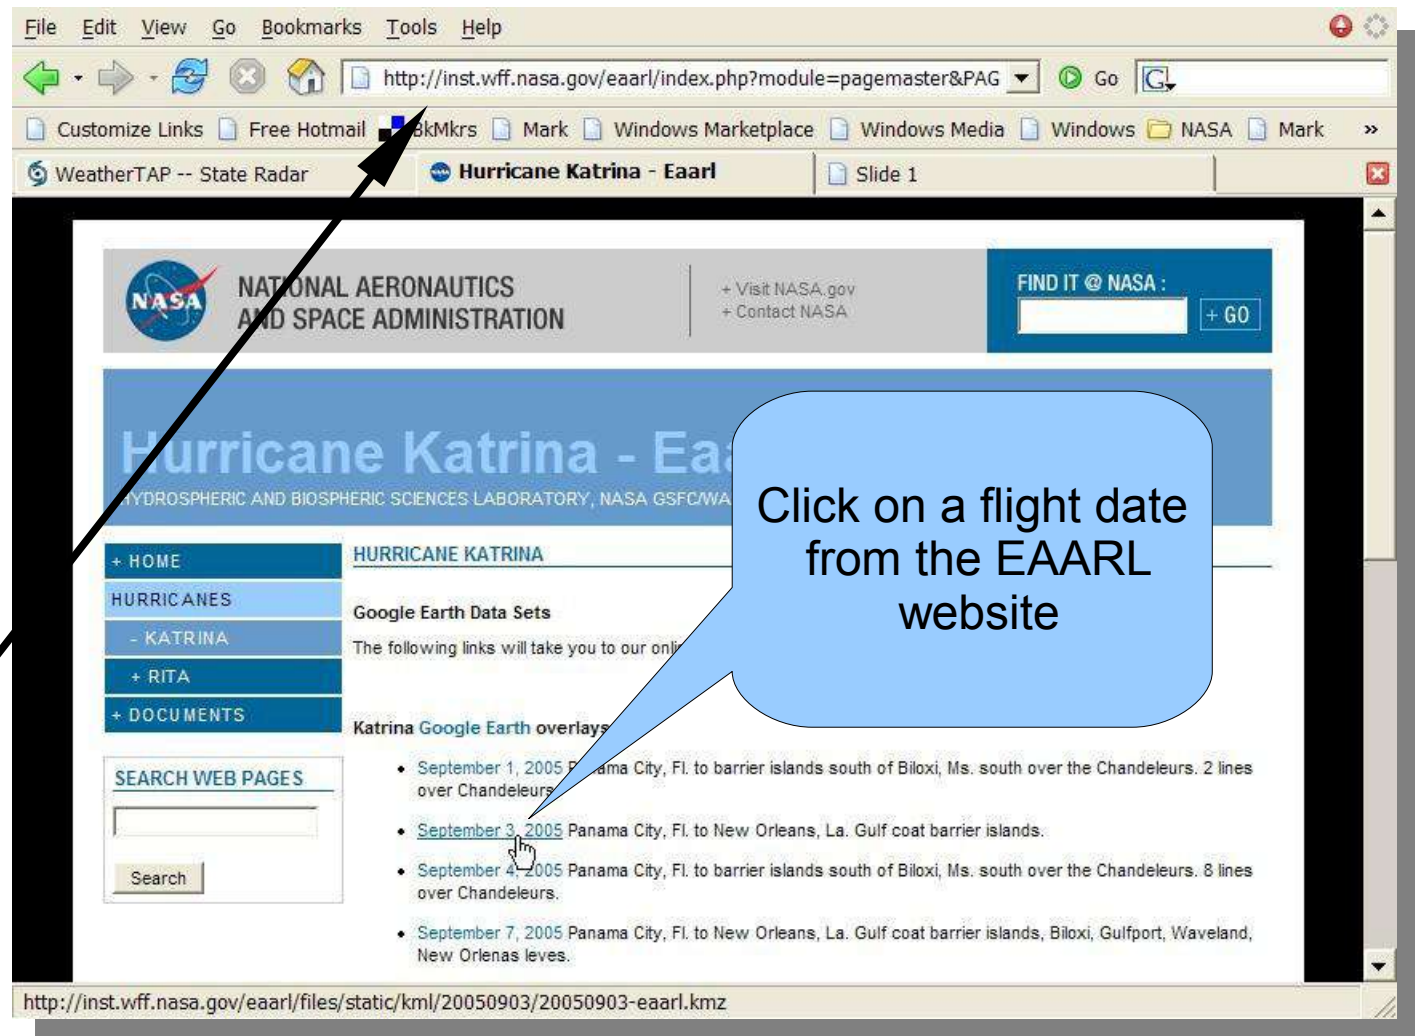 File Edit View Go Bookmarks Tools Help
http://inst.wff.nasa.gov/eaarl/index.php?module=pagemaster&PAG Go G
Customize Links Free Hotmail BkMkrs Mark Windows Marketplace Windows Media Windows NASA Mark »
WeatherTAP -- State Radar Hurricane Katrina - Eaarl Slide 1
NASA
NATIONAL AERONAUTICS
AND SPACE ADMINISTRATION
+ Visit NASA.gov
+ Contact NASA
FIND IT @ NASA :
+ GO
Hurricane Katrina - Eaa
HYDROSPHERIC AND BIOSPHERIC SCIENCES LABORATORY, NASA GSFC/WA
Click on a flight date
from the EAARL
website
+ HOME
HURRICANES
- KATRINA
+ RITA
+ DOCUMENTS
SEARCH WEB PAGES
Search
HURRICANE KATRINA
Google Earth Data Sets
The following links will take you to our onli
Katrina Google Earth overlays
September 1, 2005 Panama City, Fl. to barrier islands south of Biloxi, Ms. south over the Chandeleurs. 2 lines
over Chandeleurs
September 3, 2005 Panama City, Fl. to New Orleans, La. Gulf coat barrier islands.
September 4, 2005 Panama City, Fl. to barrier islands south of Biloxi, Ms. south over the Chandeleurs. 8 lines
over Chandeleurs.
September 7, 2005 Panama City, Fl. to New Orleans, La. Gulf coat barrier islands, Biloxi, Gulfport, Waveland,
New Orlenas leves.
http://inst.wff.nasa.gov/eaarl/files/static/kml/20050903/20050903-eaarl.kmz